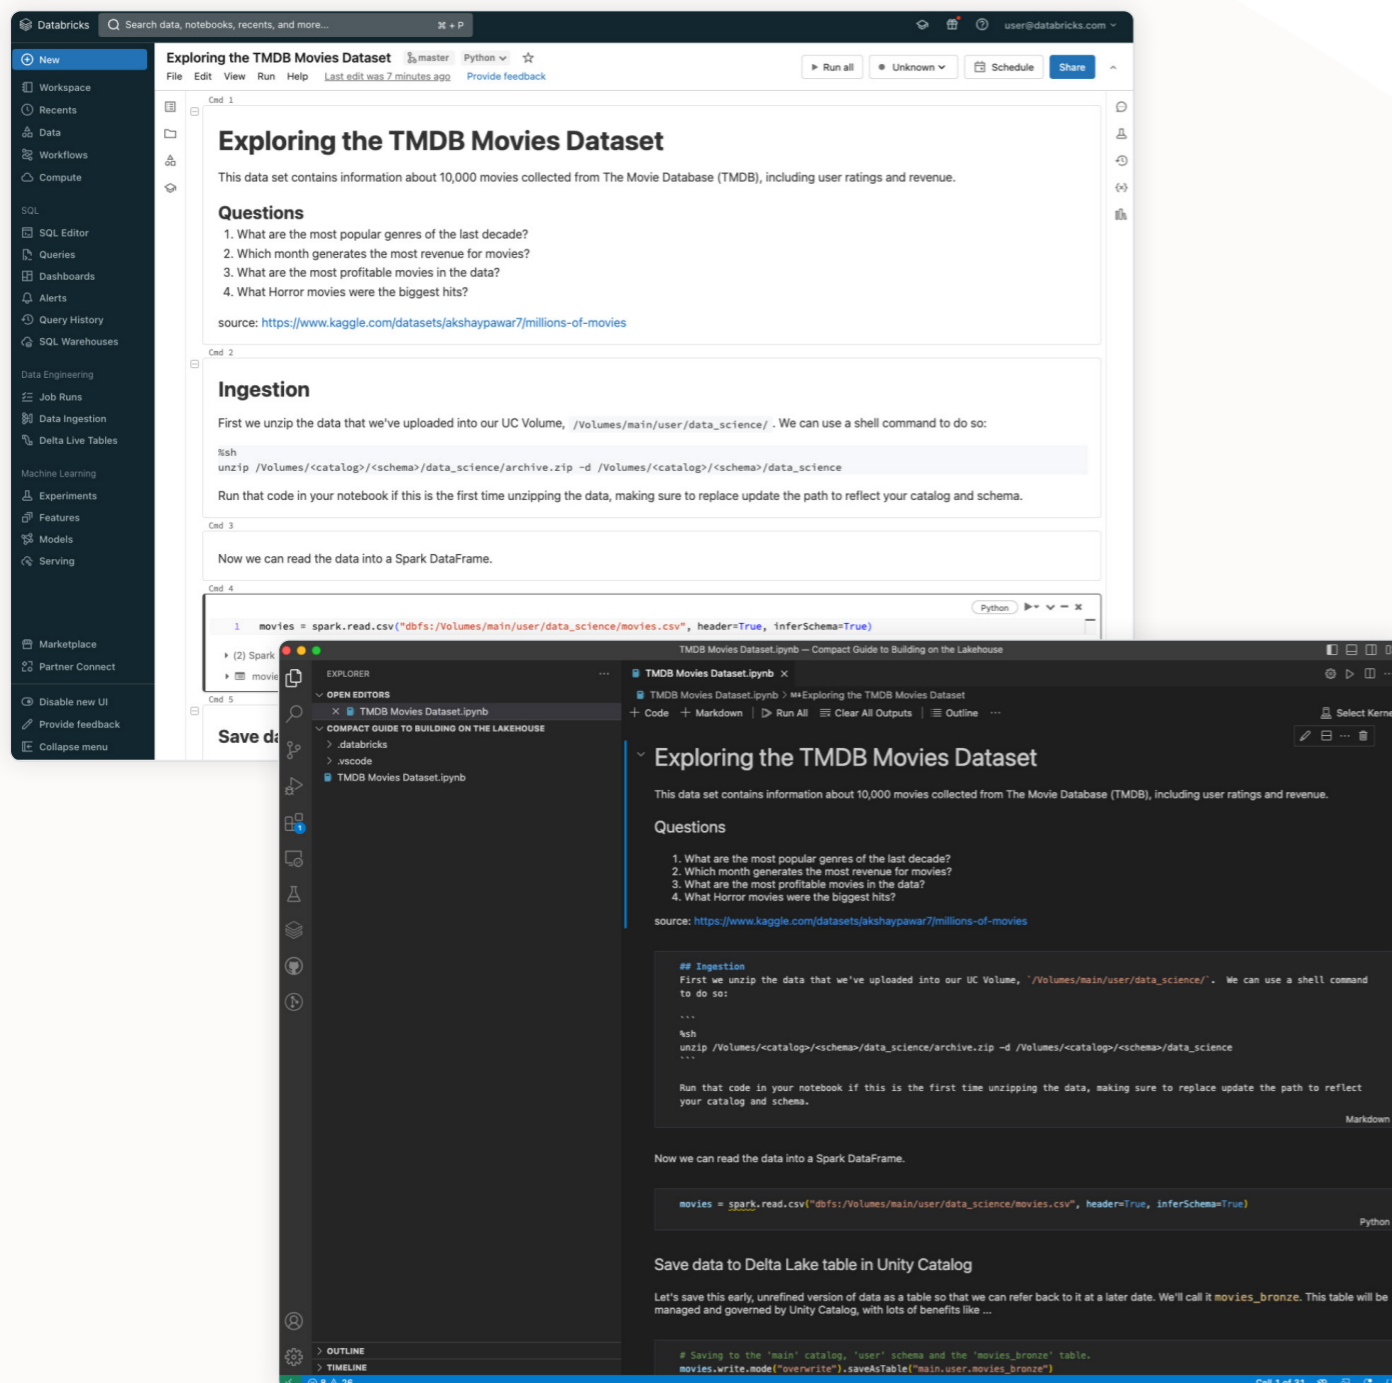 Databricks
Search data, notebooks, recents, and more...
⌘ + P
user@databricks.com
New
Workspace
Recents
Data
Workflows
Compute
SQL
SQL Editor
Queries
Dashboards
Alerts
Query History
SQL Warehouses
Data Engineering
Job Runs
Data Ingestion
Delta Live Tables
Machine Learning
Experiments
Features
Models
Serving
Marketplace
Partner Connect
Disable new UI
Provide feedback
Collapse menu
Exploring the TMDB Movies Dataset
master
Python
File Edit View Run Help Last edit was 7 minutes ago Provide feedback
Run all
Unknown
Schedule
Share
Cmd 1
Exploring the TMDB Movies Dataset
This data set contains information about 10,000 movies collected from The Movie Database (TMDB), including user ratings and revenue.
Questions
1. What are the most popular genres of the last decade?
2. Which month generates the most revenue for movies?
3. What are the most profitable movies in the data?
4. What Horror movies were the biggest hits?
source: https://www.kaggle.com/datasets/akshaypawar7/millions-of-movies
Cmd 2
Ingestion
First we unzip the data that we've uploaded into our UC Volume, /Volumes/main/user/data_science/ . We can use a shell command to do so:
%sh
unzip /Volumes/<catalog>/<schema>/data_science/archive.zip -d /Volumes/<catalog>/<schema>/data_science
Run that code in your notebook if this is the first time unzipping the data, making sure to replace update the path to reflect your catalog and schema.
Cmd 3
Now we can read the data into a Spark DataFrame.
Cmd 4
Python
1 movies = spark.read.csv("dbfs:/Volumes/main/user/data_science/movies.csv", header=True, inferSchema=True)
(2) Spark
movie
Cmd 5
Save da
TMDB Movies Dataset.ipynb — Compact Guide to Building on the Lakehouse
EXPLORER
OPEN EDITORS
TMDB Movies Dataset.ipynb
COMPACT GUIDE TO BUILDING ON THE LAKEHOUSE
.databricks
.vscode
TMDB Movies Dataset.ipynb
1
OUTLINE
TIMELINE
TMDB Movies Dataset.ipynb
TMDB Movies Dataset.ipynb > M↓Exploring the TMDB Movies Dataset
+ Code + Markdown Run All Clear All Outputs Outline ...
Select Kerne
Exploring the TMDB Movies Dataset
This data set contains information about 10,000 movies collected from The Movie Database (TMDB), including user ratings and revenue.
Questions
1. What are the most popular genres of the last decade?
2. Which month generates the most revenue for movies?
3. What are the most profitable movies in the data?
4. What Horror movies were the biggest hits?
source: https://www.kaggle.com/datasets/akshaypawar7/millions-of-movies
## Ingestion
First we unzip the data that we've uploaded into our UC Volume, `/Volumes/main/user/data_science/`. We can use a shell command
to do so:
```
%sh
unzip /Volumes/<catalog>/<schema>/data_science/archive.zip -d /Volumes/<catalog>/<schema>/data_science
```
Run that code in your notebook if this is the first time unzipping the data, making sure to replace update the path to reflect
your catalog and schema.
Markdown
Now we can read the data into a Spark DataFrame.
movies = spark.read.csv("dbfs:/Volumes/main/user/data_science/movies.csv", header=True, inferSchema=True)
Python
Save data to Delta Lake table in Unity Catalog
Let's save this early, unrefined version of data as a table so that we can refer back to it at a later date. We'll call it movies_bronze. This table will be
managed and governed by Unity Catalog, with lots of benefits like ...
# Saving to the 'main' catalog, 'user' schema and the 'movies_bronze' table.
movies.write.mode("overwrite").saveAsTable("main.user.movies_bronze")
8 26
Cell 1 of 31